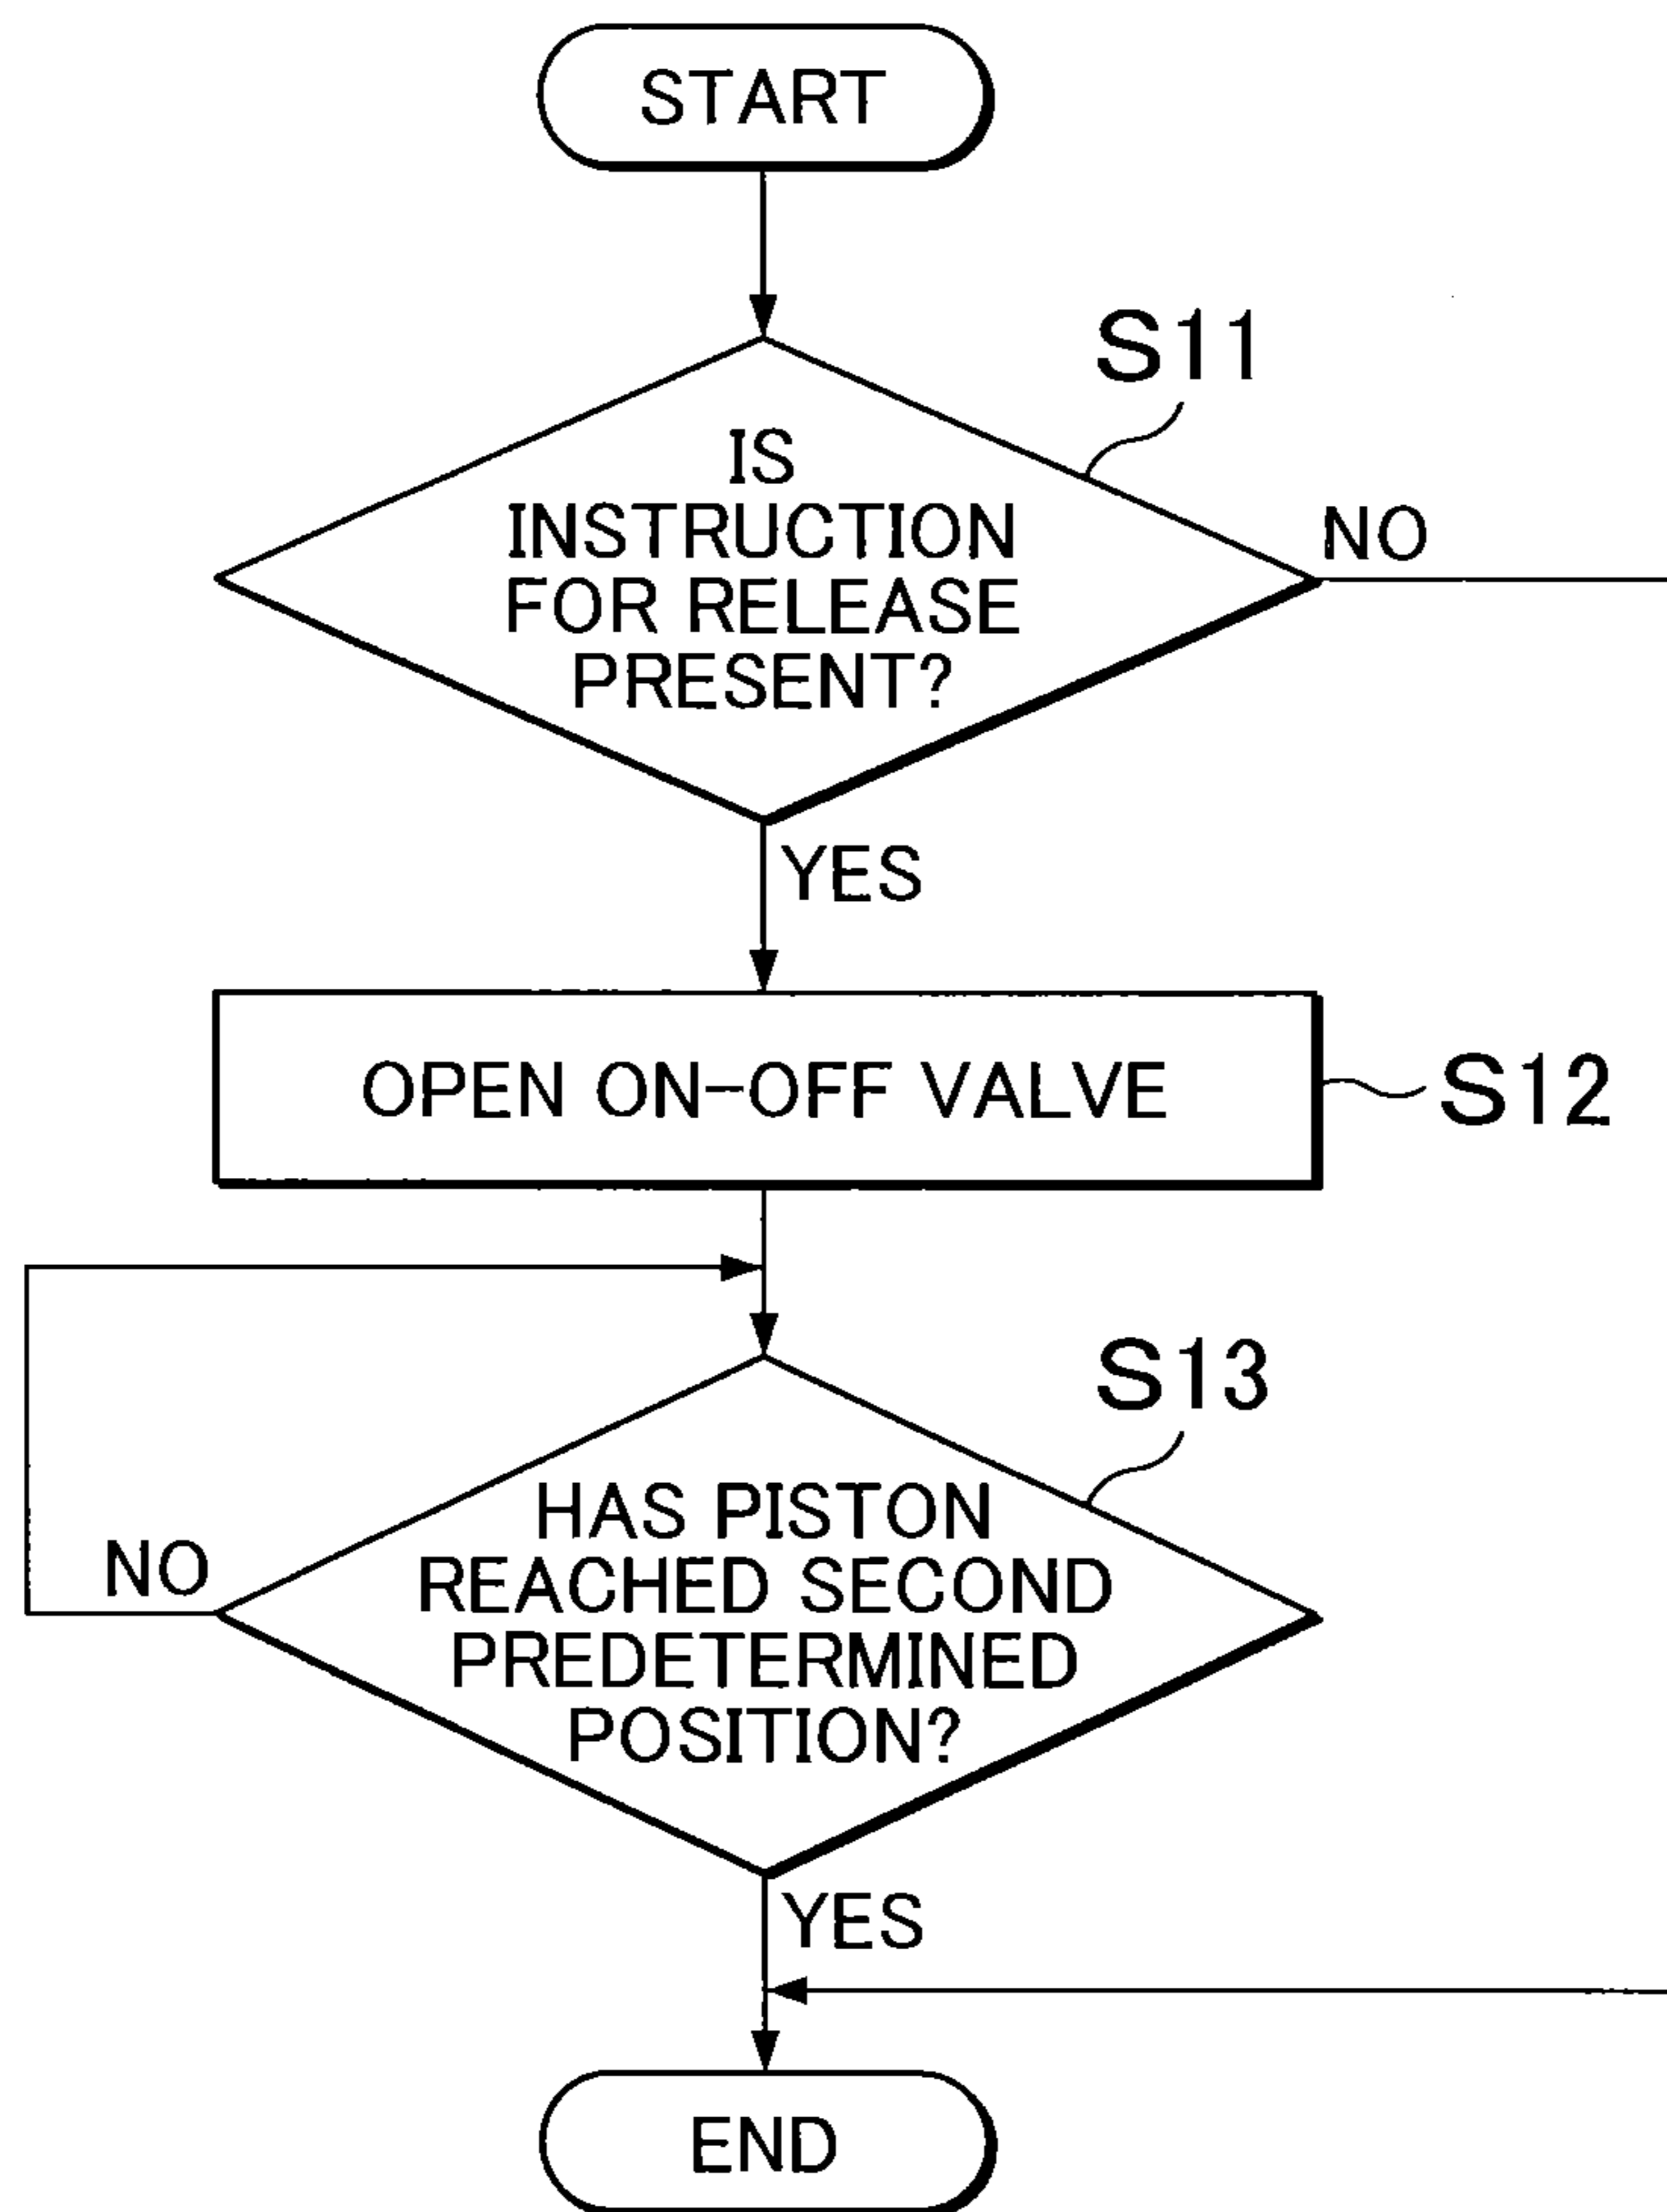 START
S11
IS
INSTRUCTION
FOR RELEASE
PRESENT?
NO
YES
OPEN ON-OFF VALVE
S12
S13
HAS PISTON
REACHED SECOND
PREDETERMINED
POSITION?
NO
YES
END